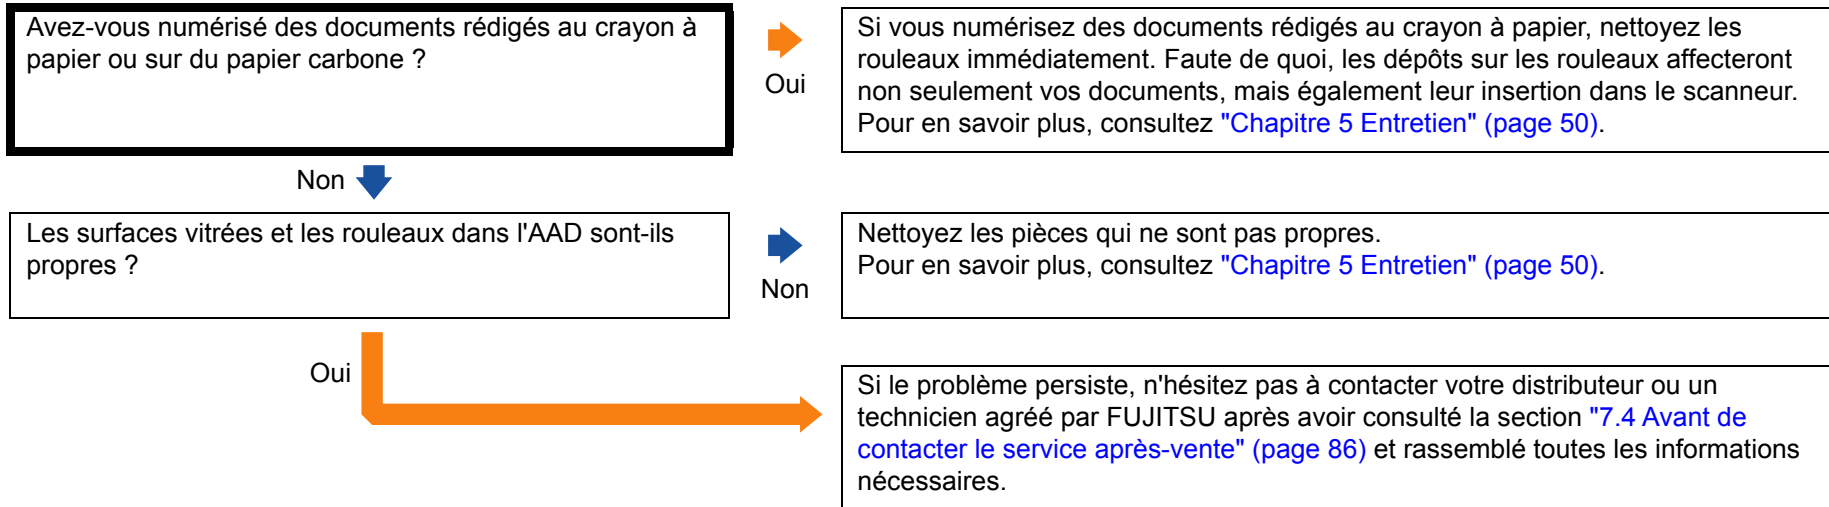 Avez-vous numérisé des documents rédigés au crayon à
papier ou sur du papier carbone ?
Oui
Si vous numérisez des documents rédigés au crayon à papier, nettoyez les
rouleaux immédiatement. Faute de quoi, les dépôts sur les rouleaux affecteront
non seulement vos documents, mais également leur insertion dans le scanneur.
Pour en savoir plus, consultez "Chapitre 5 Entretien" (page 50).
Non
Les surfaces vitrées et les rouleaux dans l'AAD sont-ils
propres ?
Non
Nettoyez les pièces qui ne sont pas propres.
Pour en savoir plus, consultez "Chapitre 5 Entretien" (page 50).
Oui
Si le problème persiste, n'hésitez pas à contacter votre distributeur ou un
technicien agréé par FUJITSU après avoir consulté la section "7.4 Avant de
contacter le service après-vente" (page 86) et rassemblé toutes les informations
nécessaires.